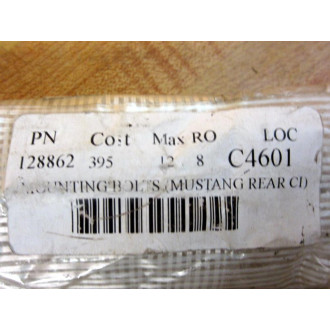 PN Cost Max RO LOC
128862 395 12 8 C4601
MOUNTING BOLTS (MUSTANG REAR CI)